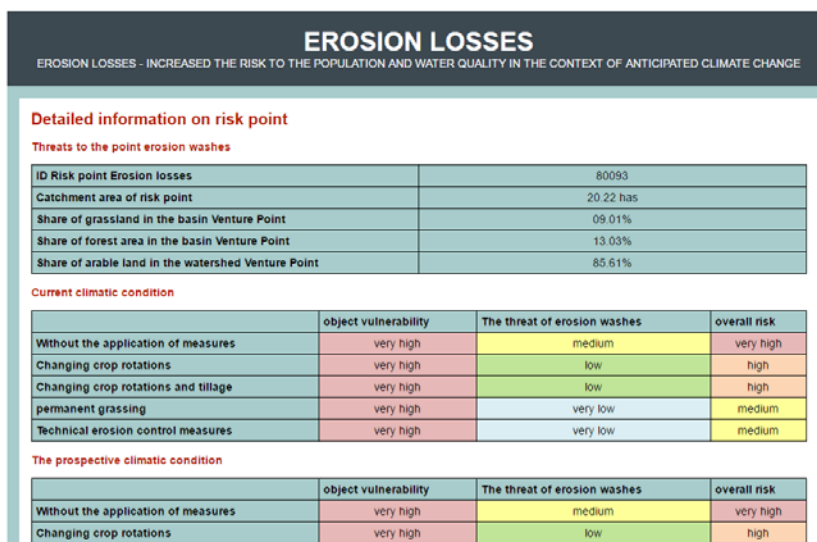 EROSION LOSSES
EROSION LOSSES - INCREASED THE RISK TO THE POPULATION AND WATER QUALITY IN THE CONTEXT OF ANTICIPATED CLIMATE CHANGE
Detailed information on risk point
Threats to the point erosion washes
ID Risk point Erosion losses 80093
Catchment area of risk point 20.22 has
Share of grassland in the basin Venture Point 09.01%
Share of forest area in the basin Venture Point 13.03%
Share of arable land in the watershed Venture Point 85.61%
Current climatic condition
object vulnerability The threat of erosion washes overall risk
Without the application of measures very high medium very high
Changing crop rotations very high low high
Changing crop rotations and tillage very high low high
permanent grassing very high very low medium
Technical erosion control measures very high very low medium
The prospective climatic condition
object vulnerability The threat of erosion washes overall risk
Without the application of measures very high medium very high
Changing crop rotations very high low high